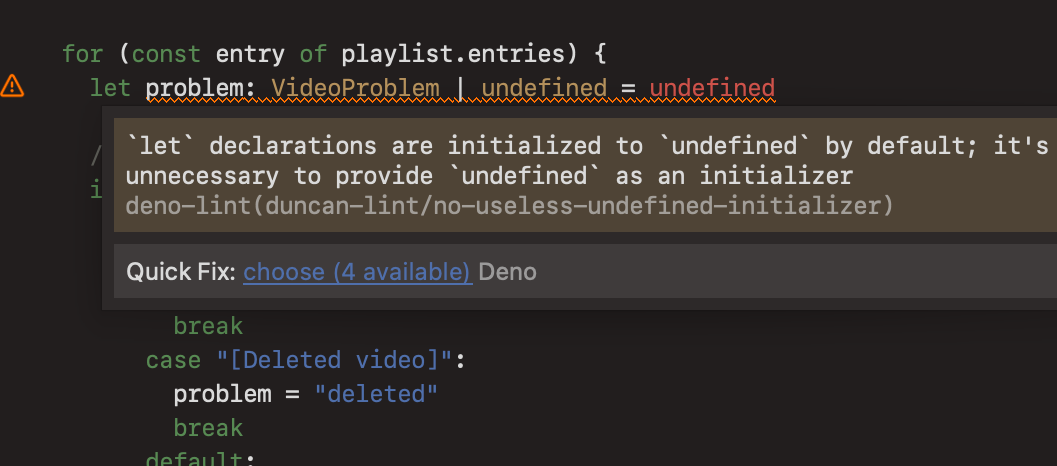 for (const entry of playlist.entries) {
let problem: VideoProblem | undefined = undefined
`let` declarations are initialized to `undefined` by default; it's
/
unnecessary to provide `undefined` as an initializer
i
deno-lint(duncan-lint/no-useless-undefined-initializer)
Quick Fix: choose (4 available) Deno
break
case "[Deleted video]":
problem = "deleted"
break
default: